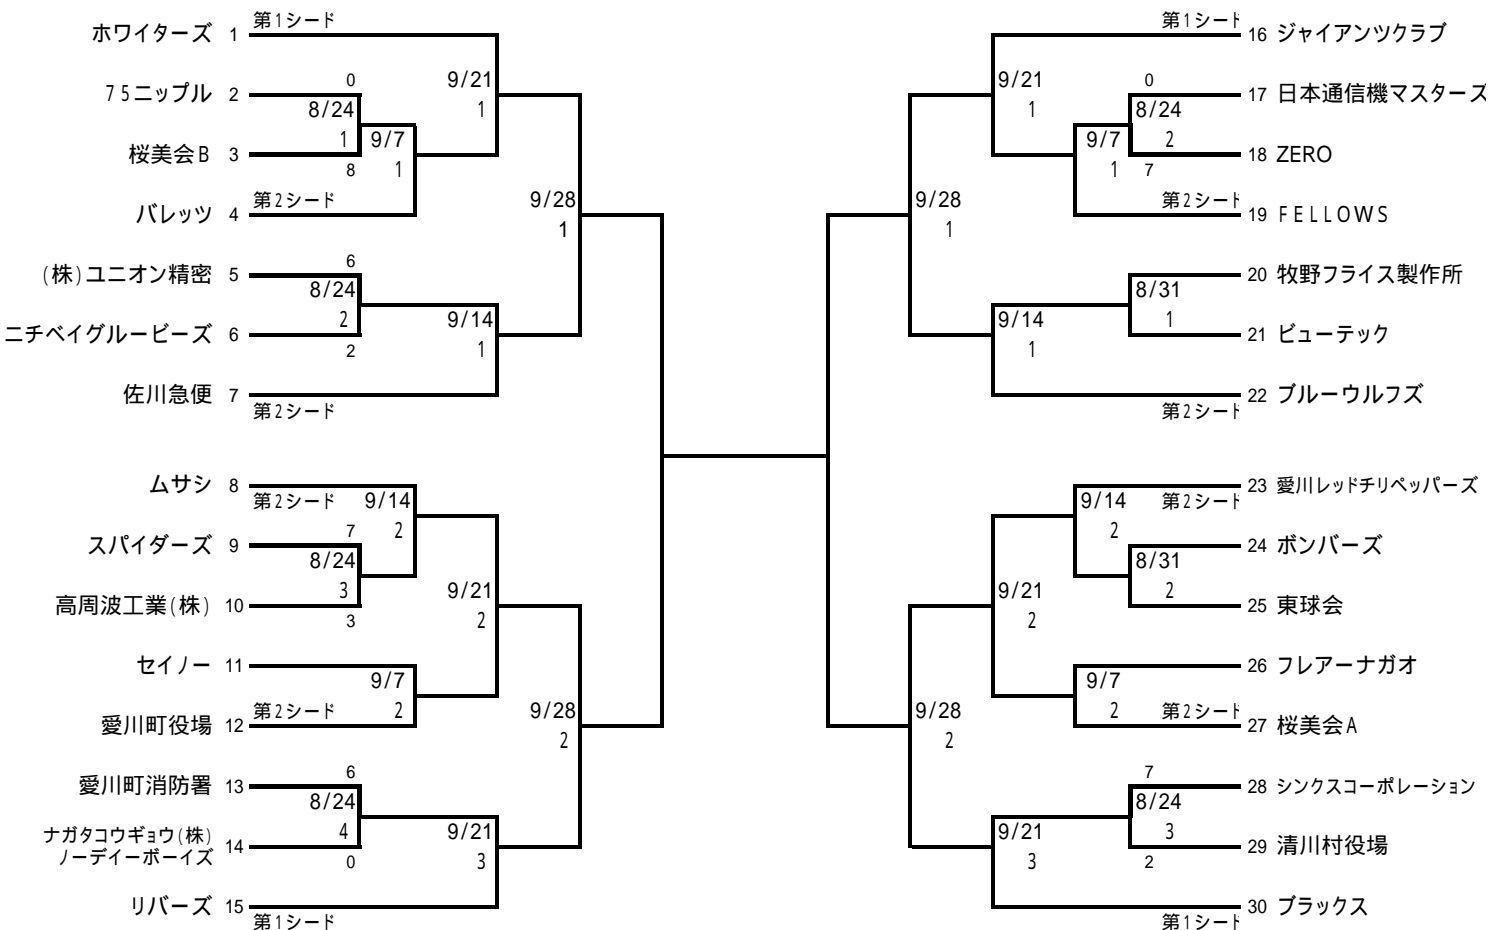 第1シード
ホワイターズ 1
0
75ニップル 2
9/21
8/24
1
1
9/7
桜美会B 3
8
1
第2シード
バレッツ 4
9/28
1
6
(株)ユニオン精密 5
8/24
2
9/14
ニチベイグルービーズ 6
2
1
佐川急便 7
第2シード
ムサシ 8
第2シード
9/14
7
2
スパイダーズ 9
8/24
3
9/21
高周波工業(株) 10
3
2
セイノー 11
9/7
第2シード
2
愛川町役場 12
9/28
2
6
愛川町消防署 13
8/24
ナガタコウギョウ(株)
ノーデイーボーイズ 14
4
9/21
0
3
リバーズ 15
第1シード
第1シード
16 ジャイアンツクラブ
9/21
0
17 日本通信機マスターズ
1
8/24
9/7
2
18 ZERO
1
7
第2シード
9/28
19 FELLOWS
1
20 牧野フライス製作所
8/31
9/14
1
21 ビューテック
1
22 ブルーウルフズ
第2シード
23 愛川レッドチリペッパーズ
9/14
第2シード
2
24 ボンバーズ
8/31
9/21
2
25 東球会
2
26 フレアーナガオ
9/7
9/28
2
第2シード
27 桜美会A
2
7
28 シンクスコーポレーション
8/24
9/21
3
29 清川村役場
3
2
30 ブラックス
第1シード